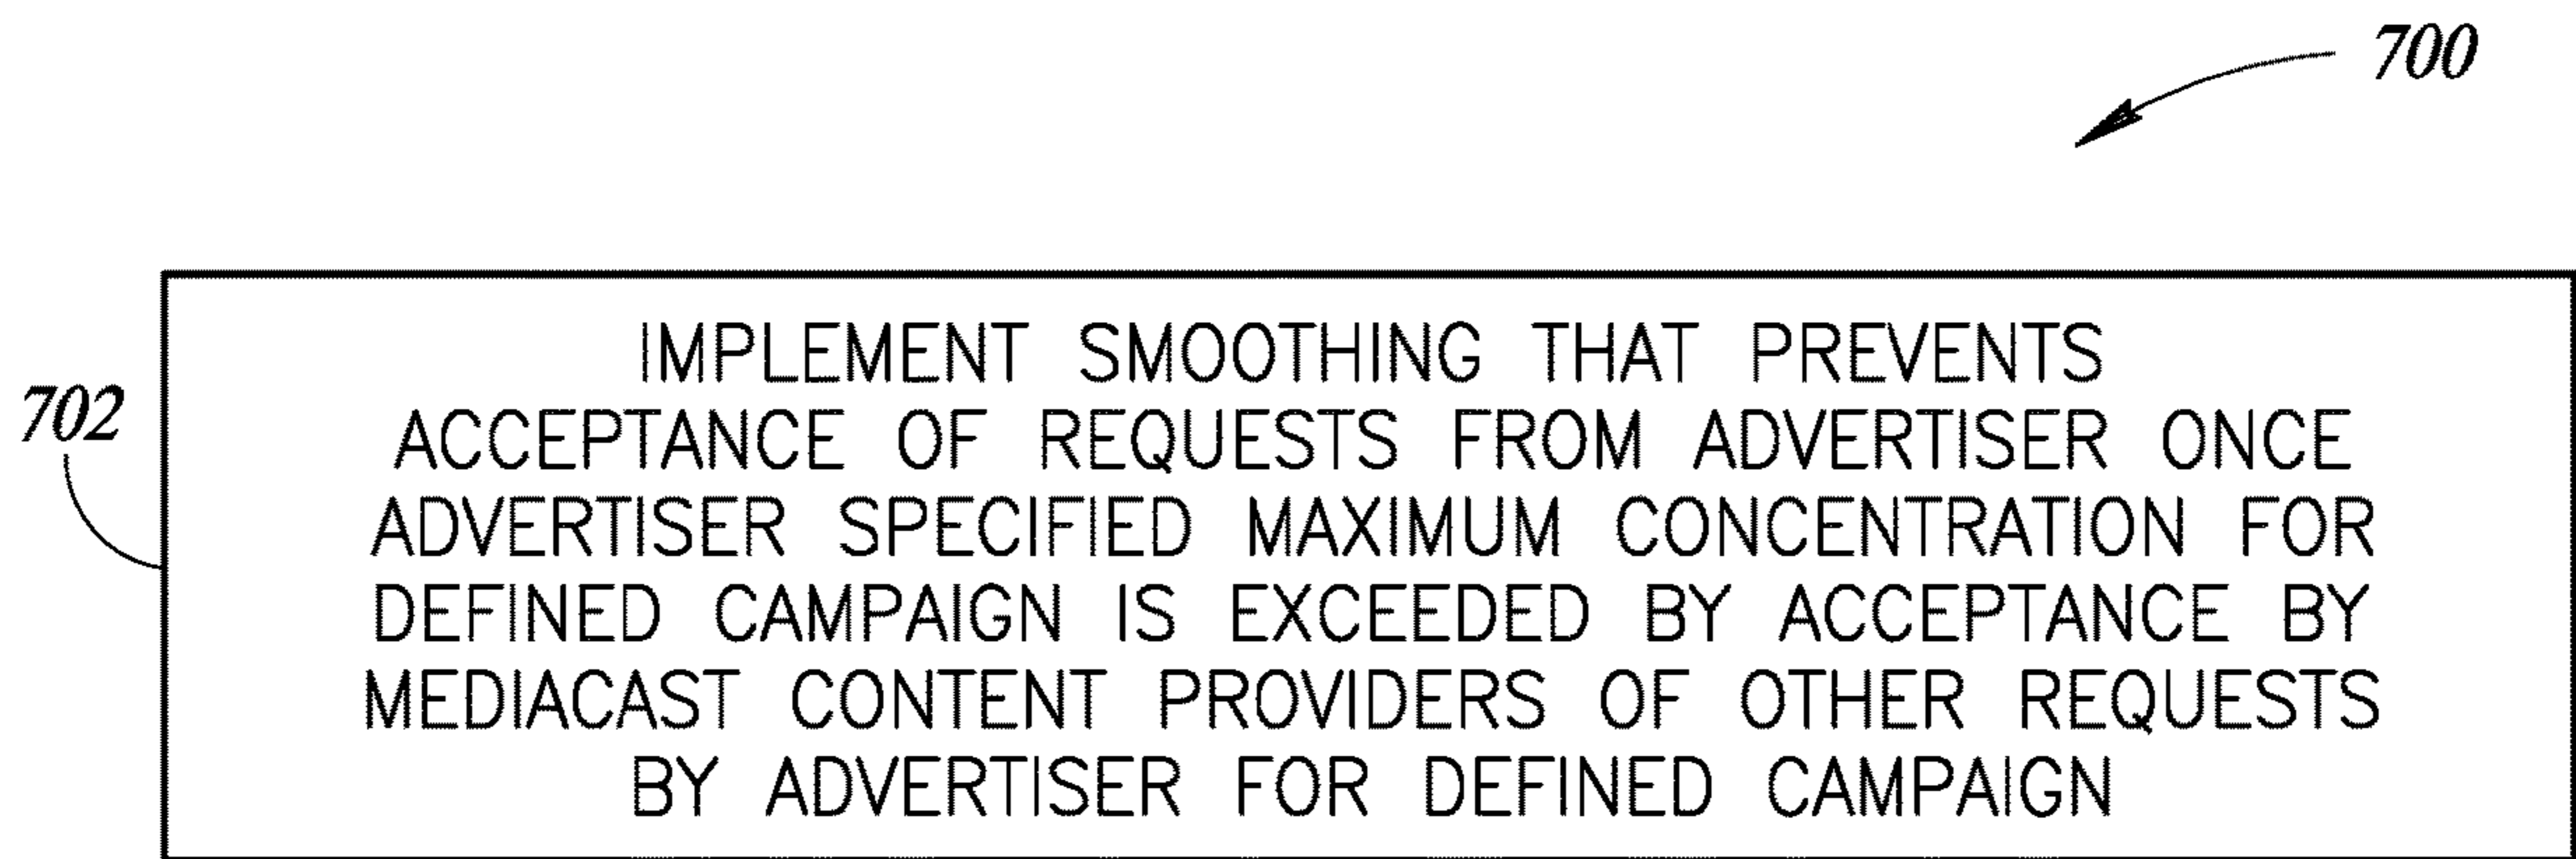 700
702
IMPLEMENT SMOOTHING THAT PREVENTS
ACCEPTANCE OF REQUESTS FROM ADVERTISER ONCE
ADVERTISER SPECIFIED MAXIMUM CONCENTRATION FOR
DEFINED CAMPAIGN IS EXCEEDED BY ACCEPTANCE BY
MEDIACAST CONTENT PROVIDERS OF OTHER REQUESTS
BY ADVERTISER FOR DEFINED CAMPAIGN